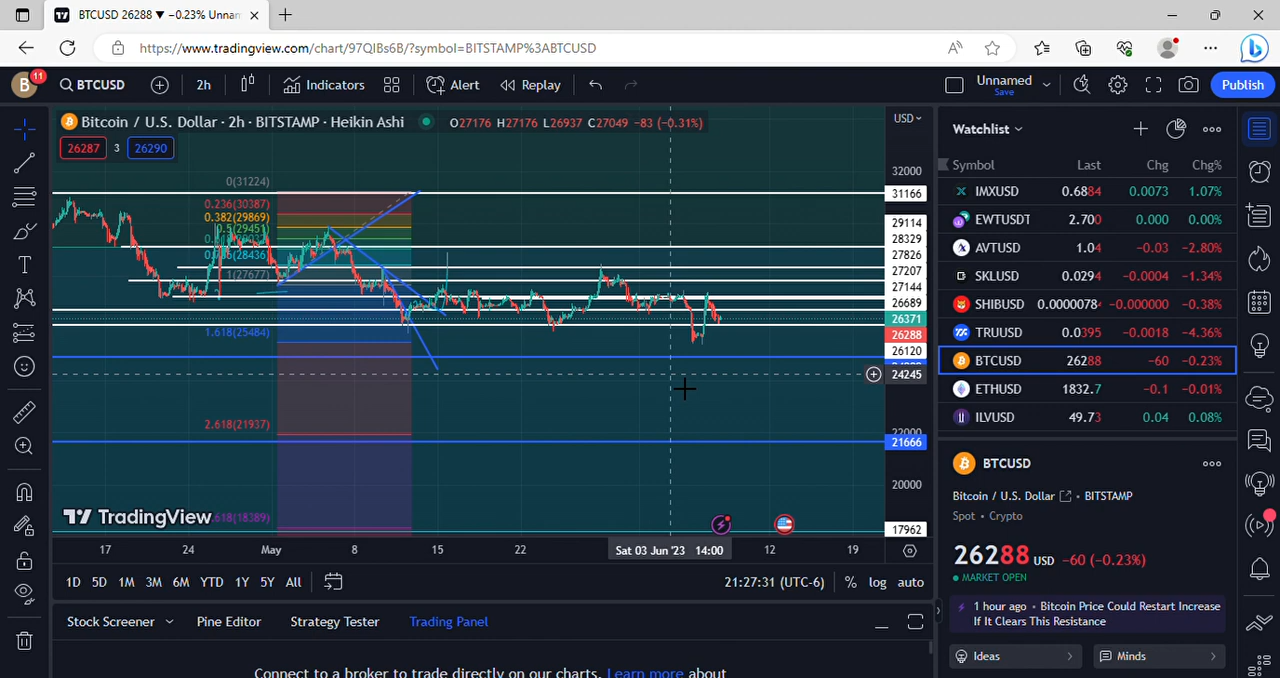 BTCUSD 26288 ▼ −0.23% Unnan
https://www.tradingview.com/chart/97QIBs6B/?symbol=BITSTAMP%3ABTCUSD
B 11 BTCUSD 2h Indicators Alert Replay Unnamed Save Publish
Bitcoin / U.S. Dollar · 2h · BITSTAMP · Heikin Ashi O27176 H27176 L26937 C27049 −83 (−0.31%)
USD
26287 3 26290
32000
31166
29114
28329
27826
27207
27144
26689
26371
26288
26120
24245
22000
21666
20000
17962
0(31224)
0.236(30387)
0.382(29869)
0.5(29451)
1(27677)
1.618(25484)
2.618(21937)
TradingView
17 24 May 8 15 22 Sat 03 Jun '23 14:00 12 19
1D 5D 1M 3M 6M YTD 1Y 5Y All 21:27:31 (UTC-6) % log auto
Stock Screener Pine Editor Strategy Tester Trading Panel
Connect to a broker to trade directly on our charts. Learn more about
Watchlist
Symbol Last Chg Chg%
IMXUSD 0.6884 0.0073 1.07%
EWTUSDT 2.700 0.000 0.00%
AVTUSD 1.04 −0.03 −2.80%
SKLUSD 0.0294 −0.0004 −1.34%
SHIBUSD 0.0000078 −0.000000 −0.38%
TRUUSD 0.0395 −0.0018 −4.36%
BTCUSD 26288 −60 −0.23%
ETHUSD 1832.7 −0.1 −0.01%
ILVUSD 49.73 0.04 0.08%
BTCUSD
Bitcoin / U.S. Dollar • BITSTAMP
Spot • Crypto
26288 USD −60 (−0.23%)
MARKET OPEN
1 hour ago • Bitcoin Price Could Restart Increase
If It Clears This Resistance
Ideas Minds